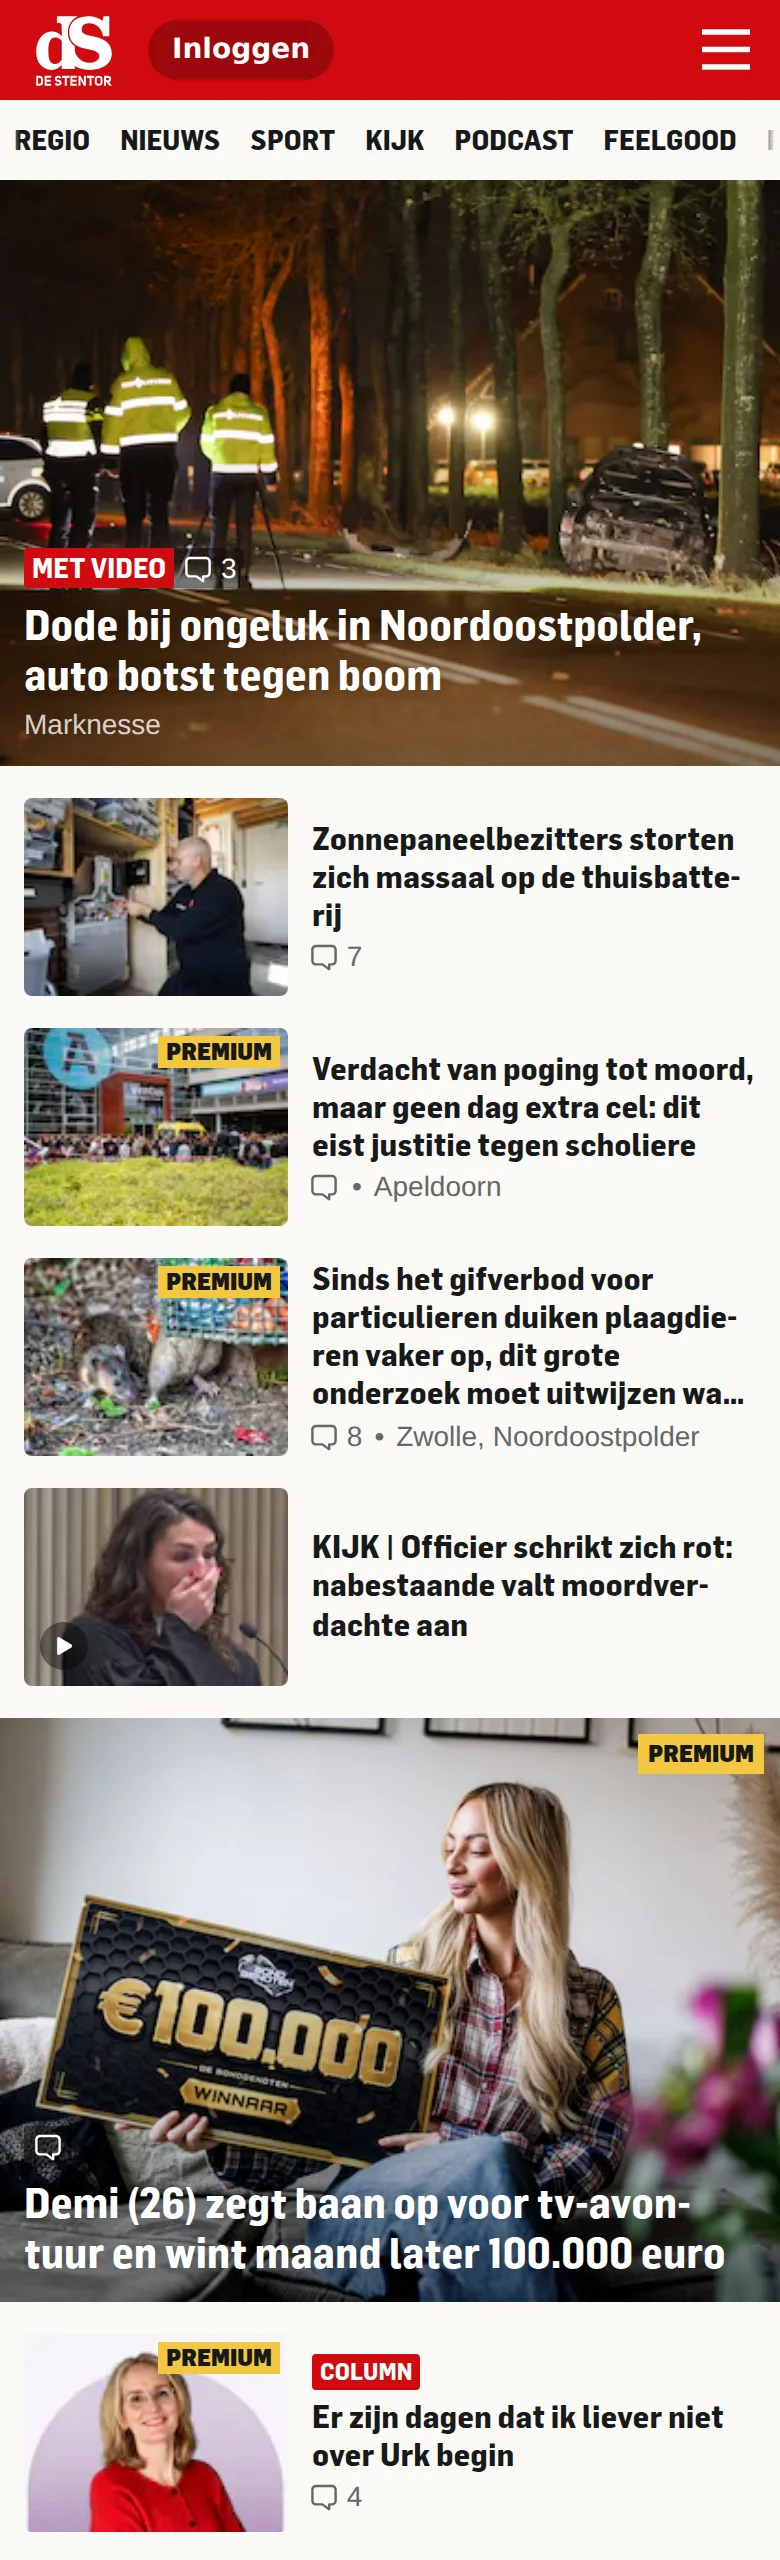 dS
DE STENTOR
Inloggen
REGIO NIEUWS SPORT KIJK PODCAST FEELGOOD
MET VIDEO 3
Dode bij ongeluk in Noordoostpolder,
auto botst tegen boom
Marknesse
Zonnepaneelbezitters storten
zich massaal op de thuisbatte-
rij
7
PREMIUM
Verdacht van poging tot moord,
maar geen dag extra cel: dit
eist justitie tegen scholiere
• Apeldoorn
PREMIUM
Sinds het gifverbod voor
particulieren duiken plaagdie-
ren vaker op, dit grote
onderzoek moet uitwijzen wa...
8 • Zwolle, Noordoostpolder
KIJK | Officier schrikt zich rot:
nabestaande valt moordver-
dachte aan
PREMIUM
€100.000
DE BONDGENOTEN
WINNAAR
Demi (26) zegt baan op voor tv-avon-
tuur en wint maand later 100.000 euro
PREMIUM
COLUMN
Er zijn dagen dat ik liever niet
over Urk begin
4